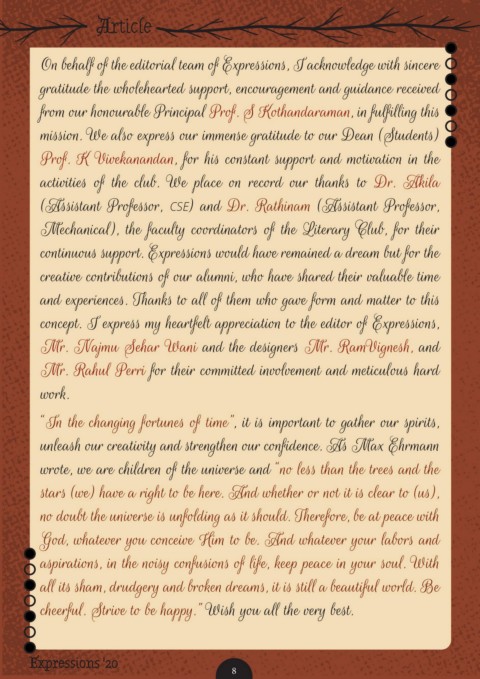 Article
On behalf of the editorial team of Expressions, I acknowledge with sincere
gratitude the wholehearted support, encouragement and guidance received
from our honourable Principal Prof. S Kothandaraman, in fulfilling this
mission. We also express our immense gratitude to our Dean (Students)
Prof. K Vivekanandan, for his constant support and motivation in the
activities of the club. We place on record our thanks to Dr. Akila
(Assistant Professor, CSE) and Dr. Rathinam (Assistant Professor,
Mechanical), the faculty coordinators of the Literary Club, for their
continuous support. Expressions would have remained a dream but for the
creative contributions of our alumni, who have shared their valuable time
and experiences. Thanks to all of them who gave form and matter to this
concept. I express my heartfelt appreciation to the editor of Expressions,
Mr. Najmu Sehar Wani and the designers Mr. RamVignesh, and
Mr. Rahul Perri for their committed involvement and meticulous hard
work.
"In the changing fortunes of time", it is important to gather our spirits,
unleash our creativity and strengthen our confidence. As Max Ehrmann
wrote, we are children of the universe and "no less than the trees and the
stars (we) have a right to be here. And whether or not it is clear to (us),
no doubt the universe is unfolding as it should. Therefore, be at peace with
God, whatever you conceive Him to be. And whatever your labors and
aspirations, in the noisy confusions of life, keep peace in your soul. With
all its sham, drudgery and broken dreams, it is still a beautiful world. Be
cheerful. Strive to be happy." Wish you all the very best.
Expressions '20
8